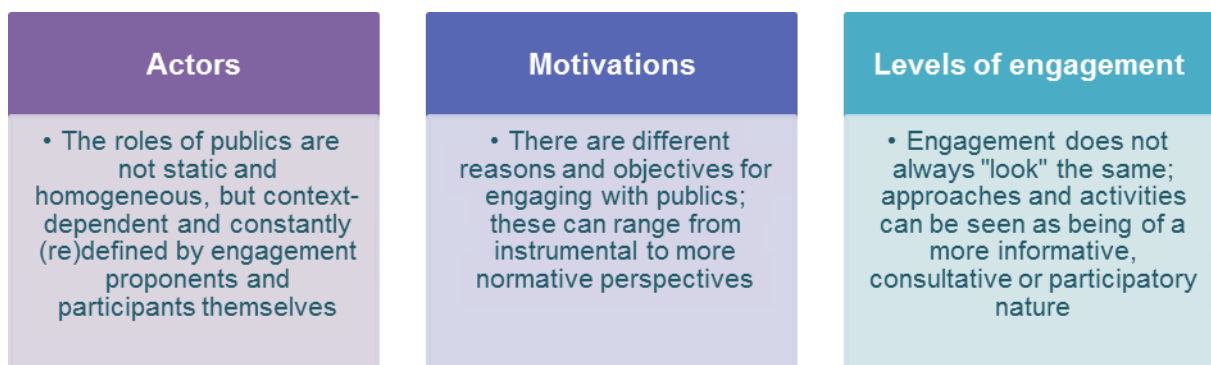 Actors
• The roles of publics are
not static and
homogeneous, but context-
dependent and constantly
(re)defined by engagement
proponents and
participants themselves
Motivations
• There are different
reasons and objectives for
engaging with publics;
these can range from
instrumental to more
normative perspectives
Levels of engagement
• Engagement does not
always "look" the same;
approaches and activities
can be seen as being of a
more informative,
consultative or participatory
nature